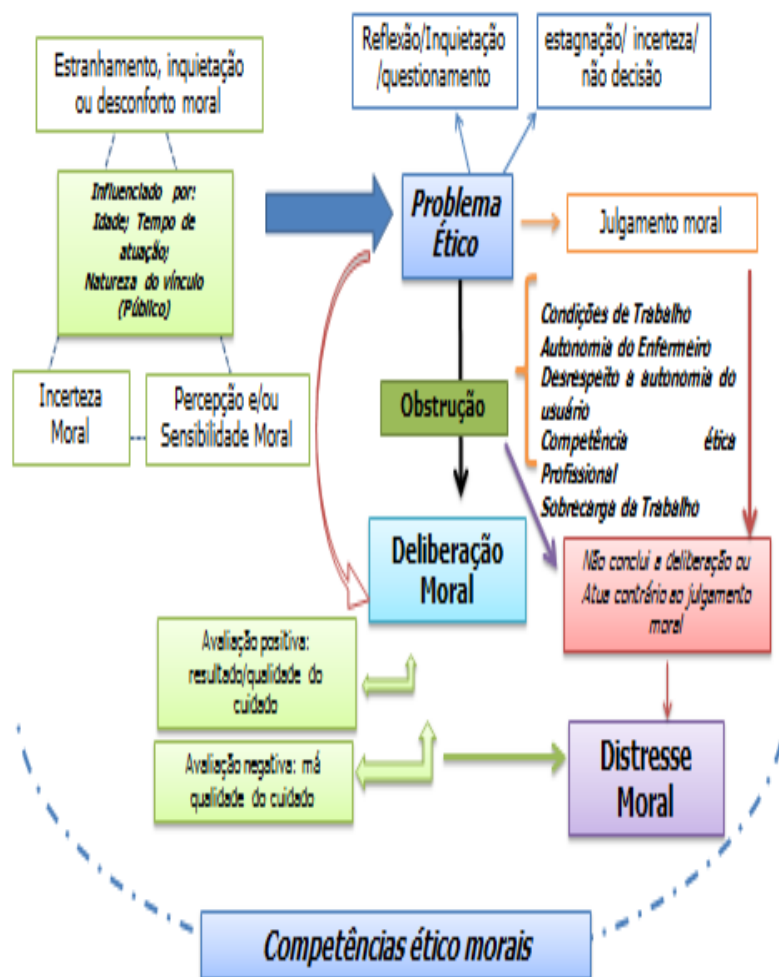 Estranhamento, inquietação
ou desconforto moral
Reflexão/Inquietação
/questionamento
estagnação/ incerteza/
não decisão
Influenciado por:
Idade; Tempo de
atuação;
Natureza do vínculo
(Público)
Problema
Ético
Julgamento moral
Incerteza
Moral
Percepção e/ou
Sensibilidade Moral
Obstrução
Condições de Trabalho
Autonomia do Enfermeiro
Desrespeito a autonomia do
usuário
Competência ética
Profissional
Sobrecarga da Trabalho
Deliberação
Moral
Não conclui a deliberação ou
Atua contrário ao julgamento
moral
Avaliação positiva:
resultado/qualidade do
cuidado
Avaliação negativa: má
qualidade do cuidado
Distresse
Moral
Competências ético morais